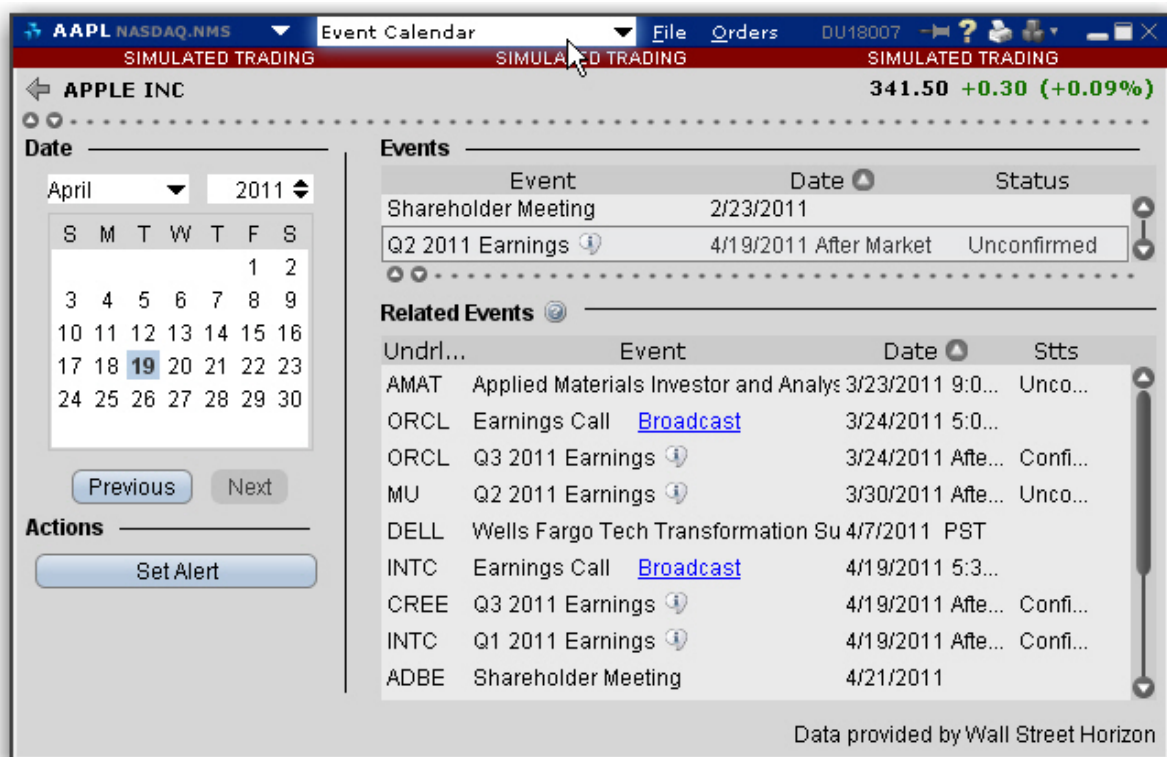 AAPL NASDAQ.NMS Event Calendar File Orders DU18007 ?
SIMULATED TRADING SIMULATED TRADING SIMULATED TRADING
APPLE INC 341.50 +0.30 (+0.09%)
Date
April 2011
S M T W T F S
1 2
3 4 5 6 7 8 9
10 11 12 13 14 15 16
17 18 19 20 21 22 23
24 25 26 27 28 29 30
Previous Next
Actions
Set Alert
Events
Event Date Status
Shareholder Meeting 2/23/2011
Q2 2011 Earnings 4/19/2011 After Market Unconfirmed
Related Events ?
Undrl... Event Date Stts
AMAT Applied Materials Investor and Analys 3/23/2011 9:0... Unco...
ORCL Earnings Call Broadcast 3/24/2011 5:0...
ORCL Q3 2011 Earnings 3/24/2011 Afte... Confi...
MU Q2 2011 Earnings 3/30/2011 Afte... Unco...
DELL Wells Fargo Tech Transformation Su 4/7/2011 PST
INTC Earnings Call Broadcast 4/19/2011 5:3...
CREE Q3 2011 Earnings 4/19/2011 Afte... Confi...
INTC Q1 2011 Earnings 4/19/2011 Afte... Confi...
ADBE Shareholder Meeting 4/21/2011
Data provided by Wall Street Horizon